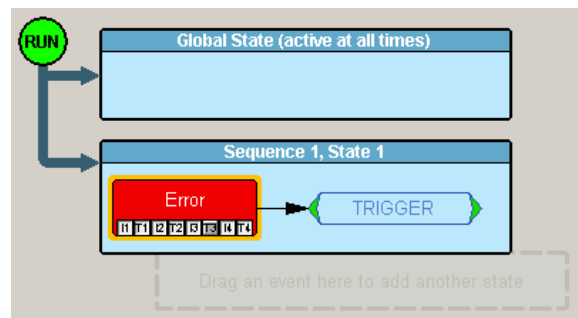 RUN
Global State (active at all times)
Sequence 1, State 1
Error
I1 T1 I2 T2 I3 T3 I4 T4
TRIGGER
Drag an event here to add another state